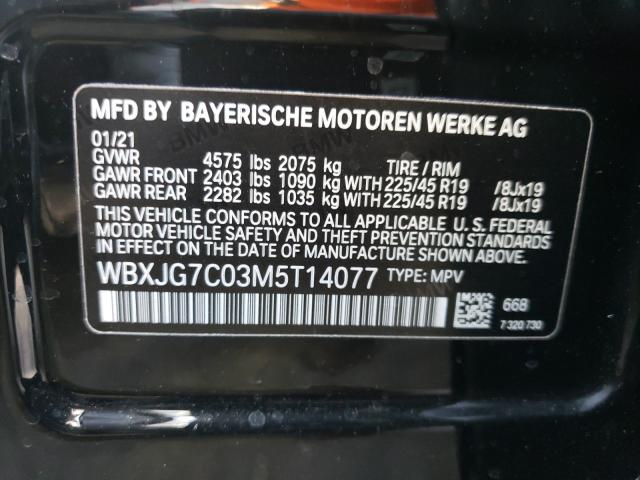 MFD BY BAYERISCHE MOTOREN WERKE AG
01/21
GVWR 4575 lbs 2075 kg TIRE / RIM
GAWR FRONT 2403 lbs 1090 kg WITH 225/45 R19 /8Jx19
GAWR REAR 2282 lbs 1035 kg WITH 225/45 R19 /8Jx19
THIS VEHICLE CONFORMS TO ALL APPLICABLE U. S. FEDERAL
MOTOR VEHICLE SAFETY, BUMPER, AND THEFT PREVENTION
STANDARDS IN EFFECT ON THE DATE OF MANUFACTURE SHOWN ABOVE.
WBXJG7C03M5T14077 TYPE: MPV
668
7 320 730